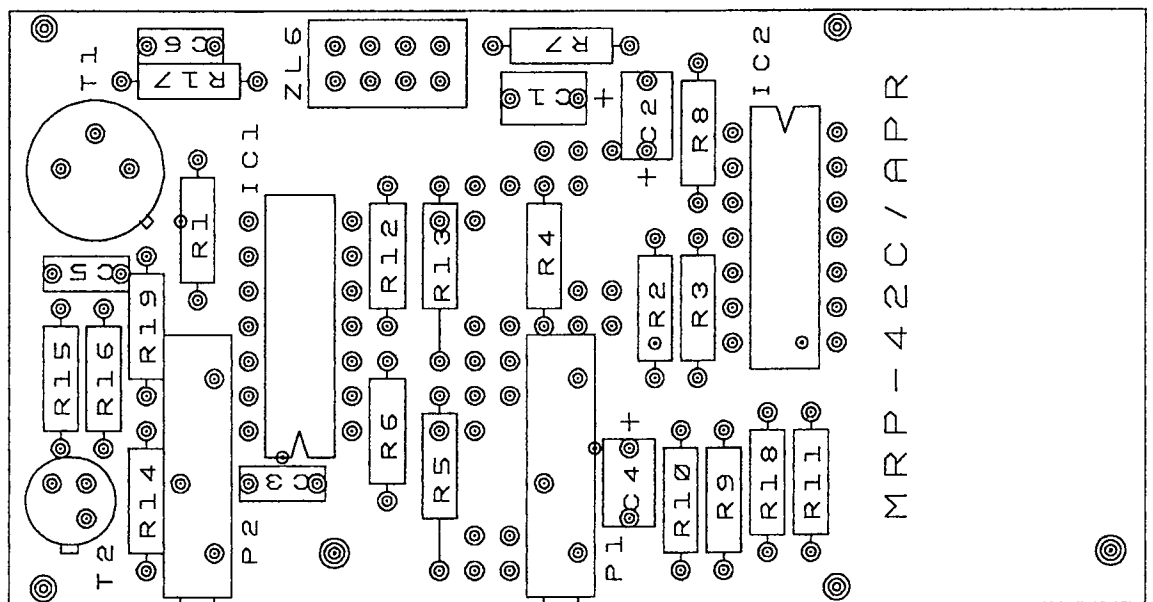 T1
C6
R17
ZL6
R7
C1
+
C2
+
R8
IC2
MRP-42C/APR
IC1
R1
R12
R13
R4
C5
R19
R2
R3
R15
R16
R6
R5
+
C4
R10
R9
R18
R11
R14
C3
P2
P1
T2